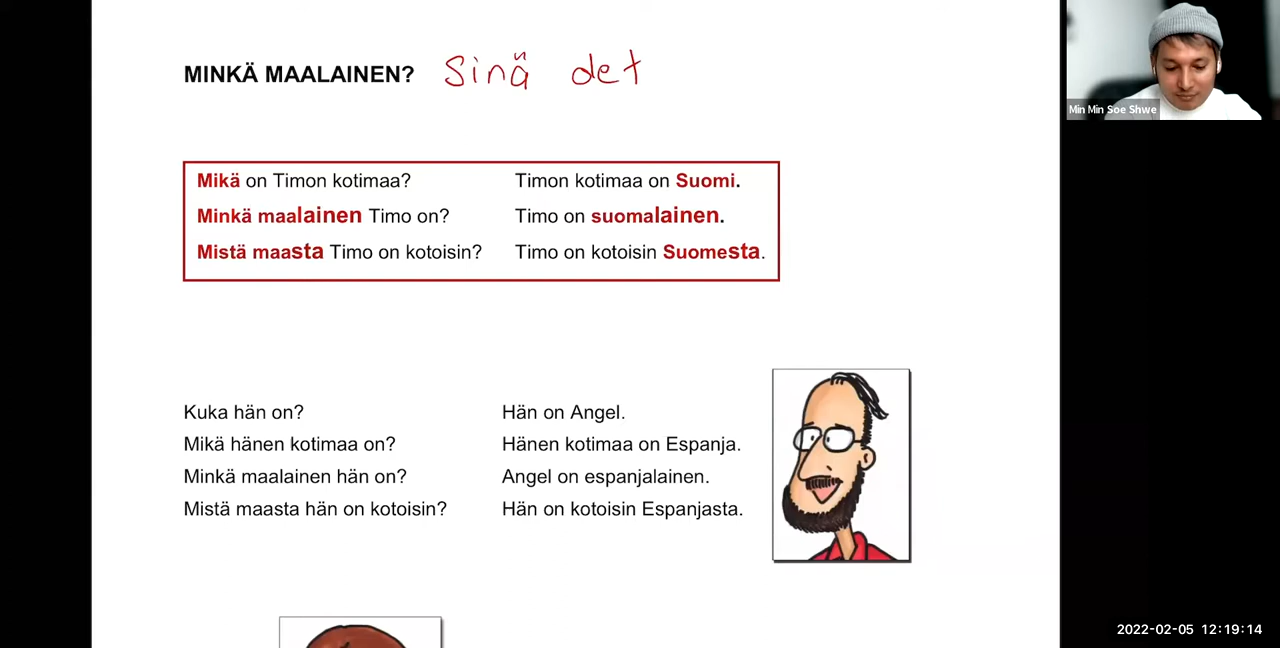 MINKÄ MAALAINEN? Sinä det
Min Min Soe Shwe
Mikä on Timon kotimaa? Timon kotimaa on Suomi.
Minkä maalainen Timo on? Timo on suomalainen.
Mistä maasta Timo on kotoisin? Timo on kotoisin Suomesta.
Kuka hän on? Hän on Angel.
Mikä hänen kotimaa on? Hänen kotimaa on Espanja.
Minkä maalainen hän on? Angel on espanjalainen.
Mistä maasta hän on kotoisin? Hän on kotoisin Espanjasta.
2022-02-05 12:19:14